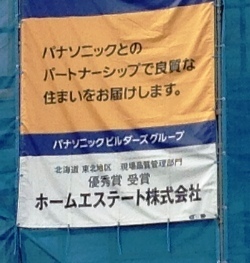 パナソニックとの
パートナーシップで良質な
住まいをお届けします。
パナソニックビルダーズグループ
北海道 東北地区 現場品質管理部門
優秀賞 受賞
ホームエステート株式会社